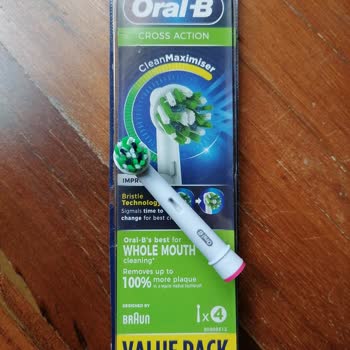 Oral-B
CROSS ACTION
CleanMaximiser
IMPR
Bristle
Technology
Signals time to
change for best c
Oral-B's best for
WHOLE MOUTH
cleaning*
Removes up to
100% more plaque
DESIGNED BY
BRAUN
1x4
VALUE PACK